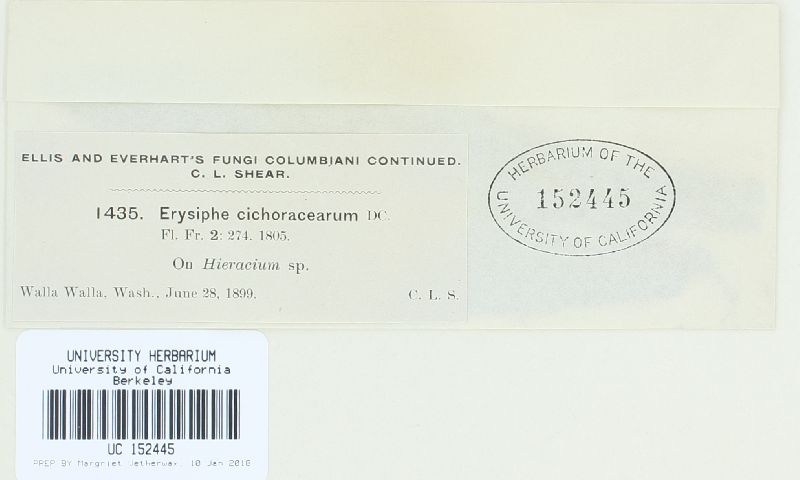 ELLIS AND EVERHART'S FUNGI COLUMBIANI CONTINUED.
C. L. SHEAR.
1435. Erysiphe cichoracearum DC.
Fl. Fr. 2: 274. 1805.
On Hieracium sp.
Walla Walla, Wash., June 28, 1899.
C. L. S.
HERBARIUM OF THE
152445
UNIVERSITY OF CALIFORNIA
UNIVERSITY HERBARIUM
University of California
Berkeley
UC 152445
PREP BY Margriet Wetherwax, 10 Jan 2018